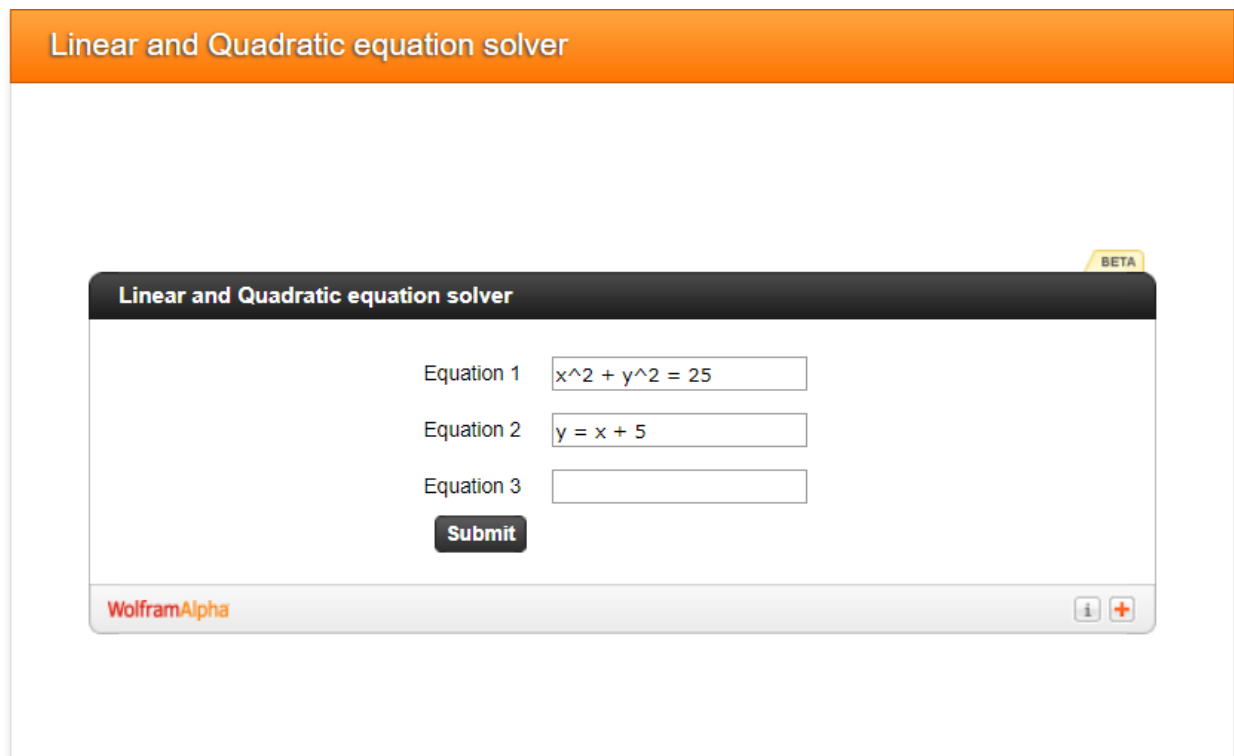 Linear and Quadratic equation solver
BETA
Linear and Quadratic equation solver
Equation 1 x^2 + y^2 = 25
Equation 2 y = x + 5
Equation 3
Submit
WolframAlpha
i +